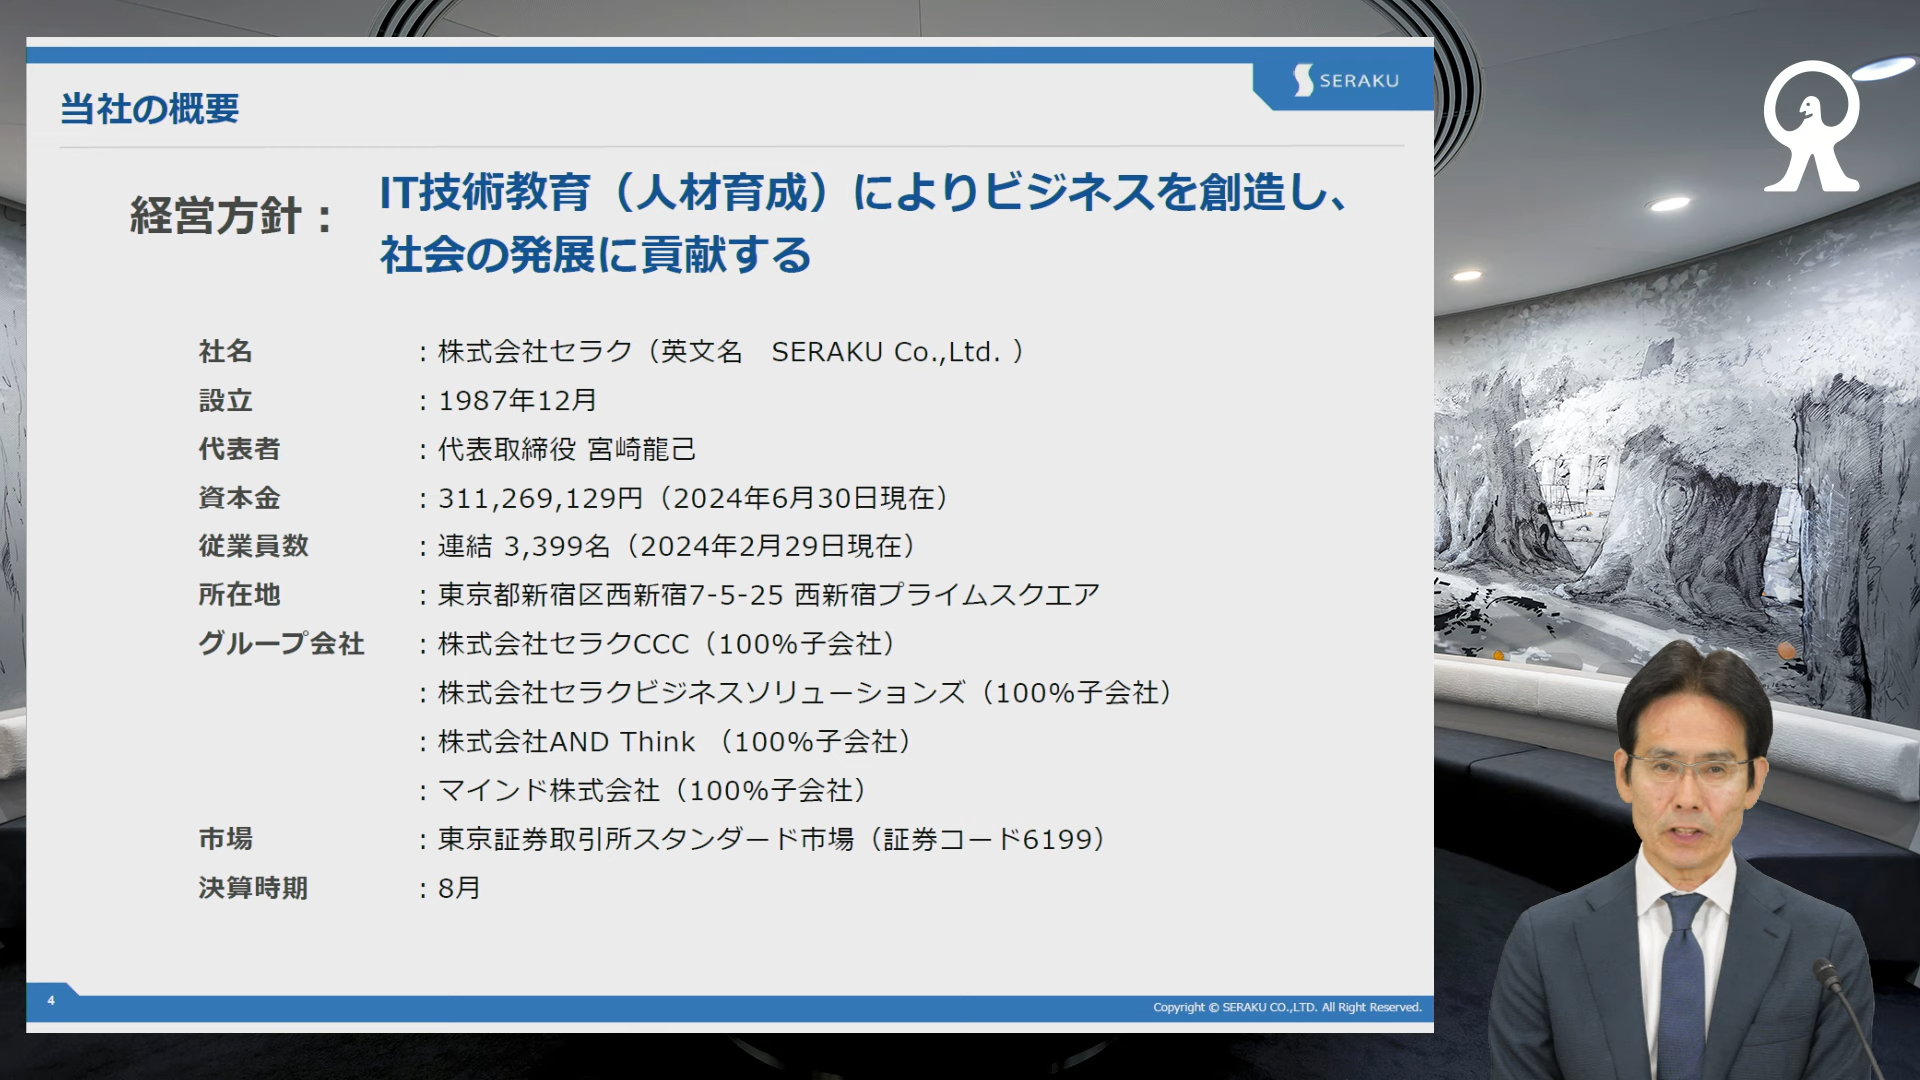 SERAKU
当社の概要
経営方針： IT技術教育（人材育成）によりビジネスを創造し、
社会の発展に貢献する
社名 : 株式会社セラク（英文名　SERAKU Co.,Ltd. ）
設立 : 1987年12月
代表者 : 代表取締役 宮崎龍己
資本金 : 311,269,129円（2024年6月30日現在）
従業員数 : 連結 3,399名（2024年2月29日現在）
所在地 : 東京都新宿区西新宿7-5-25 西新宿プライムスクエア
グループ会社 : 株式会社セラクCCC（100%子会社）
: 株式会社セラクビジネスソリューションズ（100%子会社）
: 株式会社AND Think （100%子会社）
: マインド株式会社（100%子会社）
市場 : 東京証券取引所スタンダード市場（証券コード6199）
決算時期 : 8月
4
Copyright © SERAKU CO.,LTD. All Right Reserved.